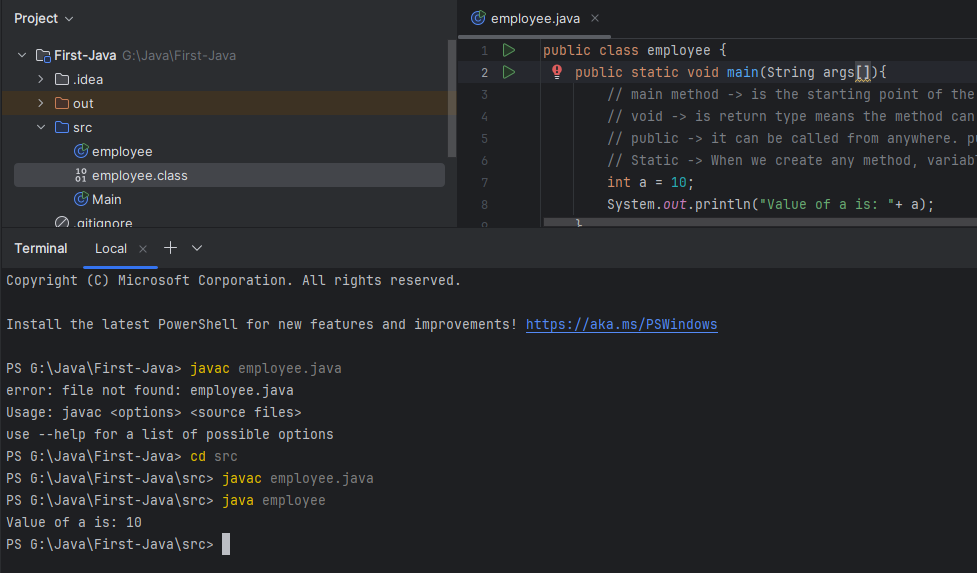 Project
First-Java G:\Java\First-Java
.idea
out
src
employee
employee.class
Main
.gitignore
employee.java
1 public class employee {
2 public static void main(String args[]){
3 // main method -> is the starting point of the
4 // void -> is return type means the method can
5 // public -> it can be called from anywhere. pu
6 // Static -> When we create any method, variabl
7 int a = 10;
8 System.out.println("Value of a is: "+ a);
9 }
Terminal Local
Copyright (C) Microsoft Corporation. All rights reserved.
Install the latest PowerShell for new features and improvements! https://aka.ms/PSWindows
PS G:\Java\First-Java> javac employee.java
error: file not found: employee.java
Usage: javac <options> <source files>
use --help for a list of possible options
PS G:\Java\First-Java> cd src
PS G:\Java\First-Java\src> javac employee.java
PS G:\Java\First-Java\src> java employee
Value of a is: 10
PS G:\Java\First-Java\src>